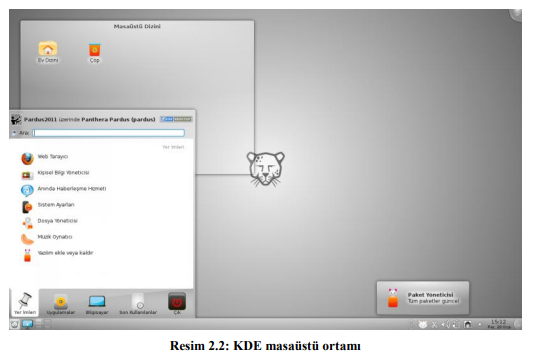 Masaüstü Dizini
Ev Dizini
Çöp
Pardus2011 üzerinde Panthera Pardus (pardus)
Ara:
Yer İmleri
Web Tarayıcı
Kişisel Bilgi Yöneticisi
Anında Haberleşme Hizmeti
Sistem Ayarları
Dosya Yöneticisi
Müzik Oynatıcı
Yazılım ekle veya kaldır
Yer İmleri
Uygulamalar
Bilgisayar
Son Kullanılanlar
Çık
Paket Yöneticisi
Tüm paketler güncel
15:12
Resim 2.2: KDE masaüstü ortamı